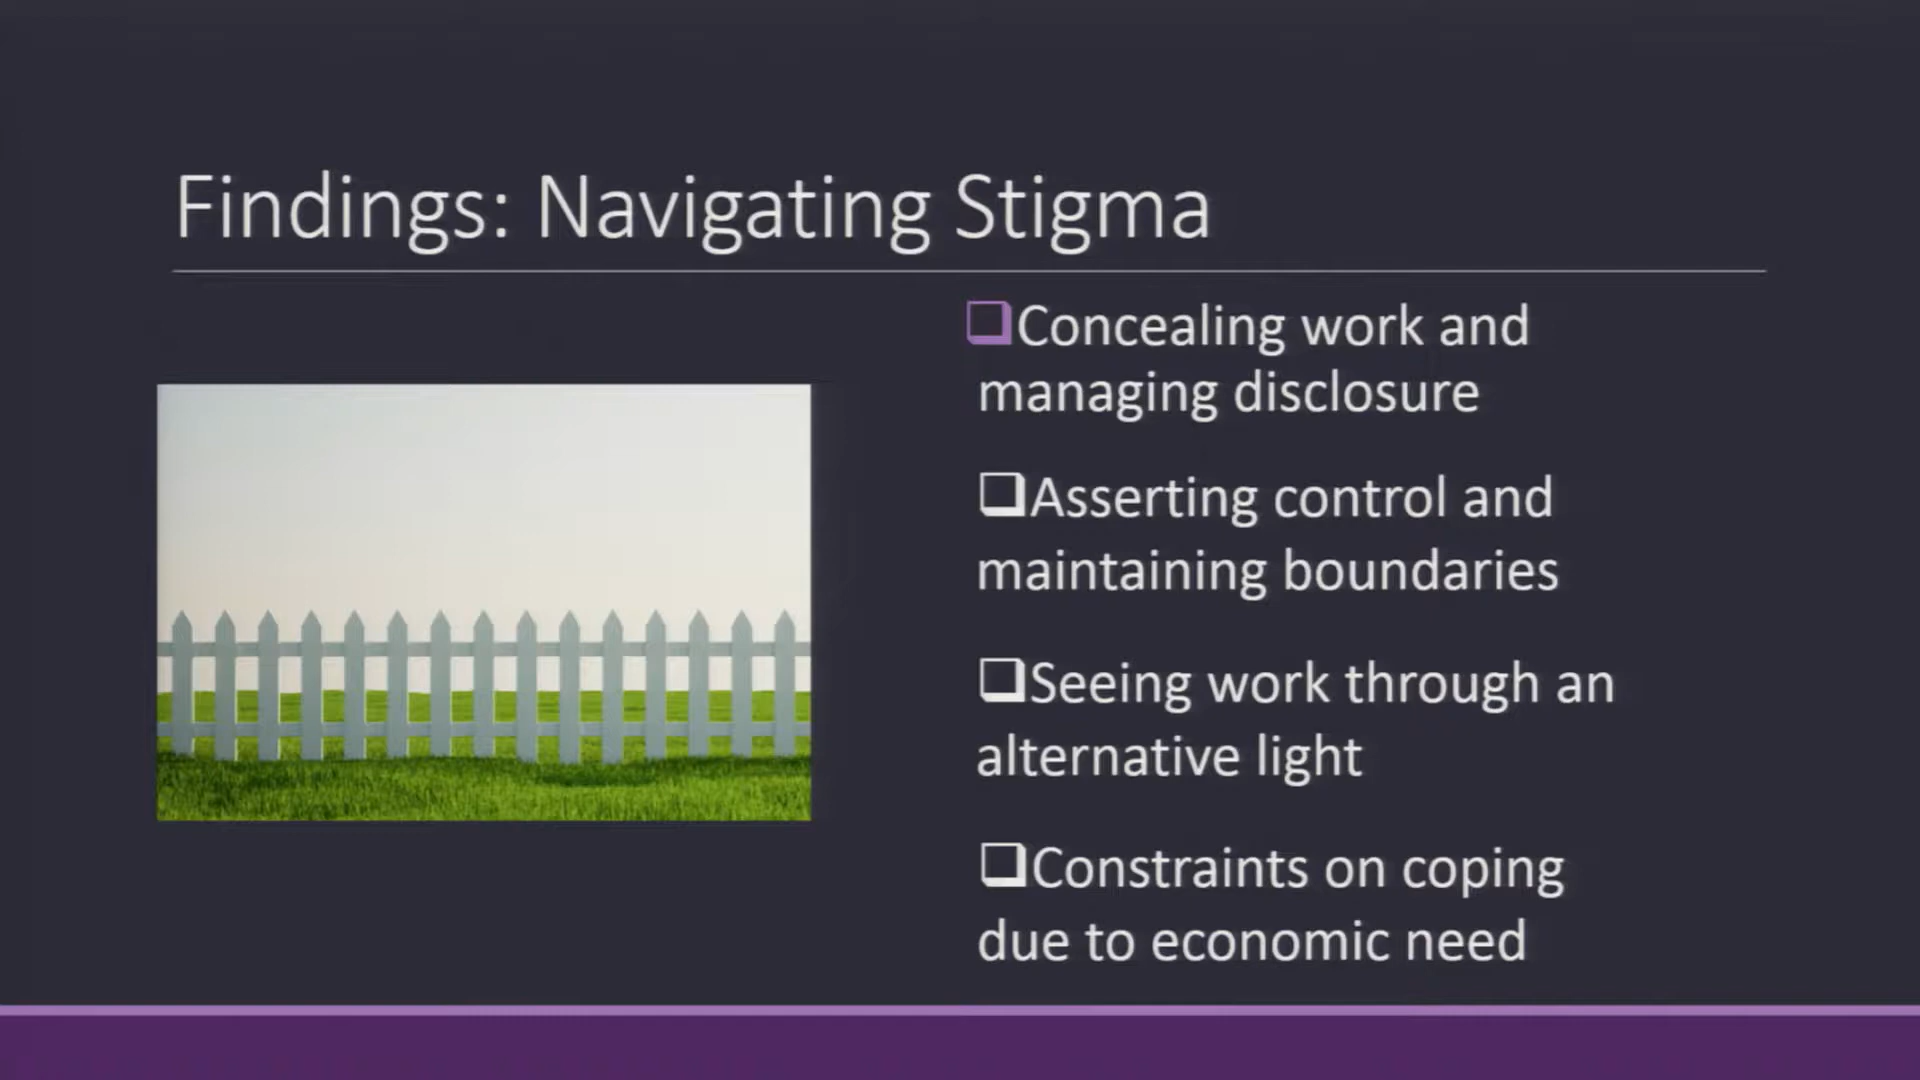 Findings: Navigating Stigma
❑Concealing work and
managing disclosure
❑Asserting control and
maintaining boundaries
❑Seeing work through an
alternative light
❑Constraints on coping
due to economic need